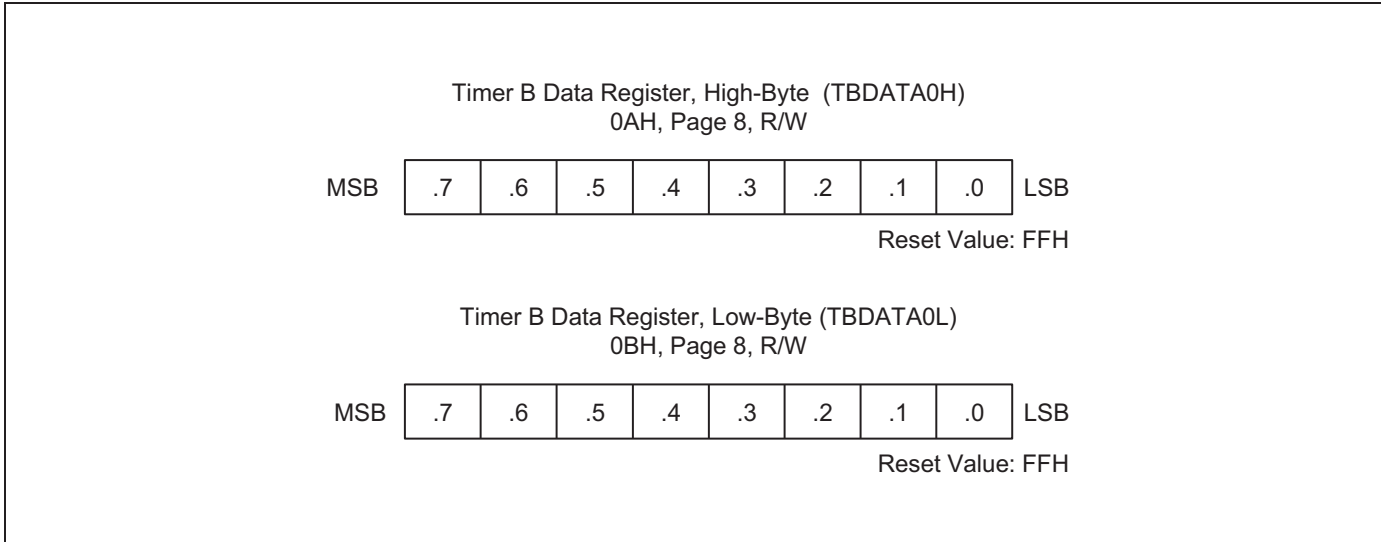 Timer B Data Register, High-Byte (TBDATA0H)
0AH, Page 8, R/W
MSB .7 .6 .5 .4 .3 .2 .1 .0 LSB
Reset Value: FFH
Timer B Data Register, Low-Byte (TBDATA0L)
0BH, Page 8, R/W
MSB .7 .6 .5 .4 .3 .2 .1 .0 LSB
Reset Value: FFH